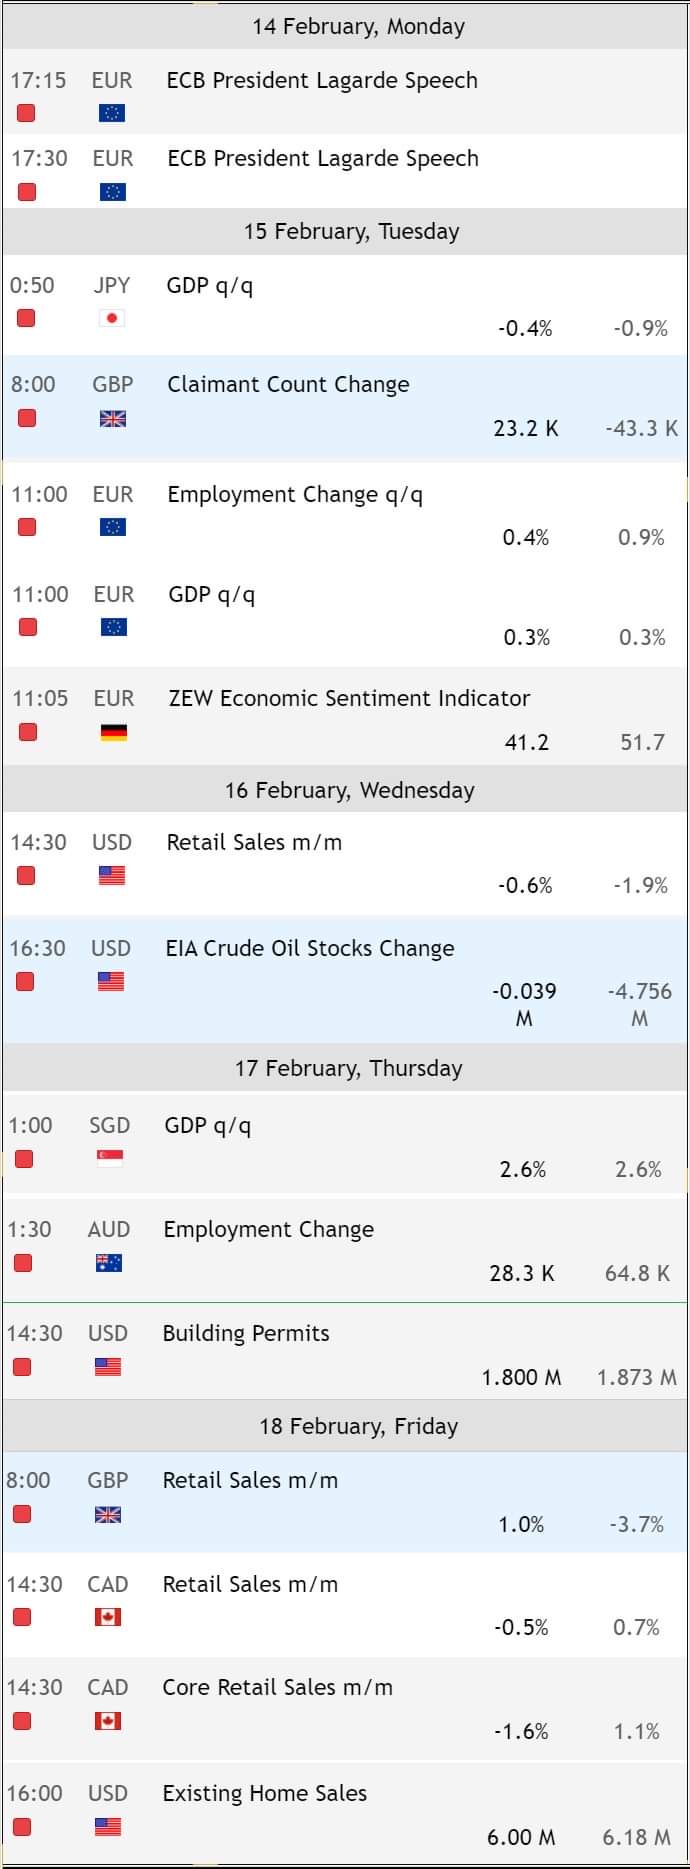 14 February, Monday
17:15 EUR ECB President Lagarde Speech
17:30 EUR ECB President Lagarde Speech
15 February, Tuesday
0:50 JPY GDP q/q
-0.4% -0.9%
8:00 GBP Claimant Count Change
23.2 K -43.3 K
11:00 EUR Employment Change q/q
0.4% 0.9%
11:00 EUR GDP q/q
0.3% 0.3%
11:05 EUR ZEW Economic Sentiment Indicator
41.2 51.7
16 February, Wednesday
14:30 USD Retail Sales m/m
-0.6% -1.9%
16:30 USD EIA Crude Oil Stocks Change
-0.039 -4.756
M M
17 February, Thursday
1:00 SGD GDP q/q
2.6% 2.6%
1:30 AUD Employment Change
28.3 K 64.8 K
14:30 USD Building Permits
1.800 M 1.873 M
18 February, Friday
8:00 GBP Retail Sales m/m
1.0% -3.7%
14:30 CAD Retail Sales m/m
-0.5% 0.7%
14:30 CAD Core Retail Sales m/m
-1.6% 1.1%
16:00 USD Existing Home Sales
6.00 M 6.18 M